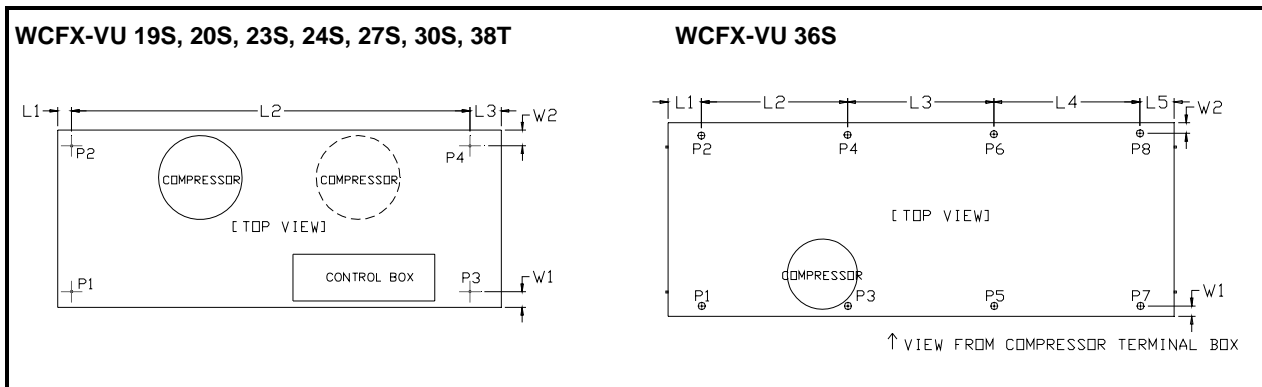 WCFX-VU 19S, 20S, 23S, 24S, 27S, 30S, 38T
L1 L2 L3 W2
P2 P4
COMPRESSOR COMPRESSOR
[TOP VIEW]
P1 CONTROL BOX P3 W1
WCFX-VU 36S
L1 L2 L3 L4 L5
W2
P2 P4 P6 P8
[TOP VIEW]
COMPRESSOR
P1 P3 P5 P7 W1
↑ VIEW FROM COMPRESSOR TERMINAL BOX